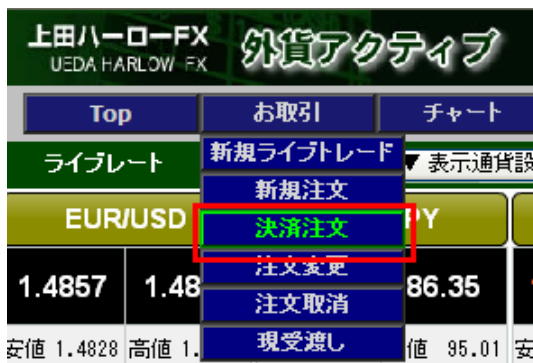 上田ハーローFX 外貨アクティブ
UEDA HARLOW FX
Top お取引 チャート
ライブレート 新規ライブトレード ▼ 表示通貨設
新規注文
EUR/USD 決済注文 PY
注文変更
1.4857 1.48 86.35
注文取消
安値 1.4828 高値 1. 現受渡し 値 95.01 安